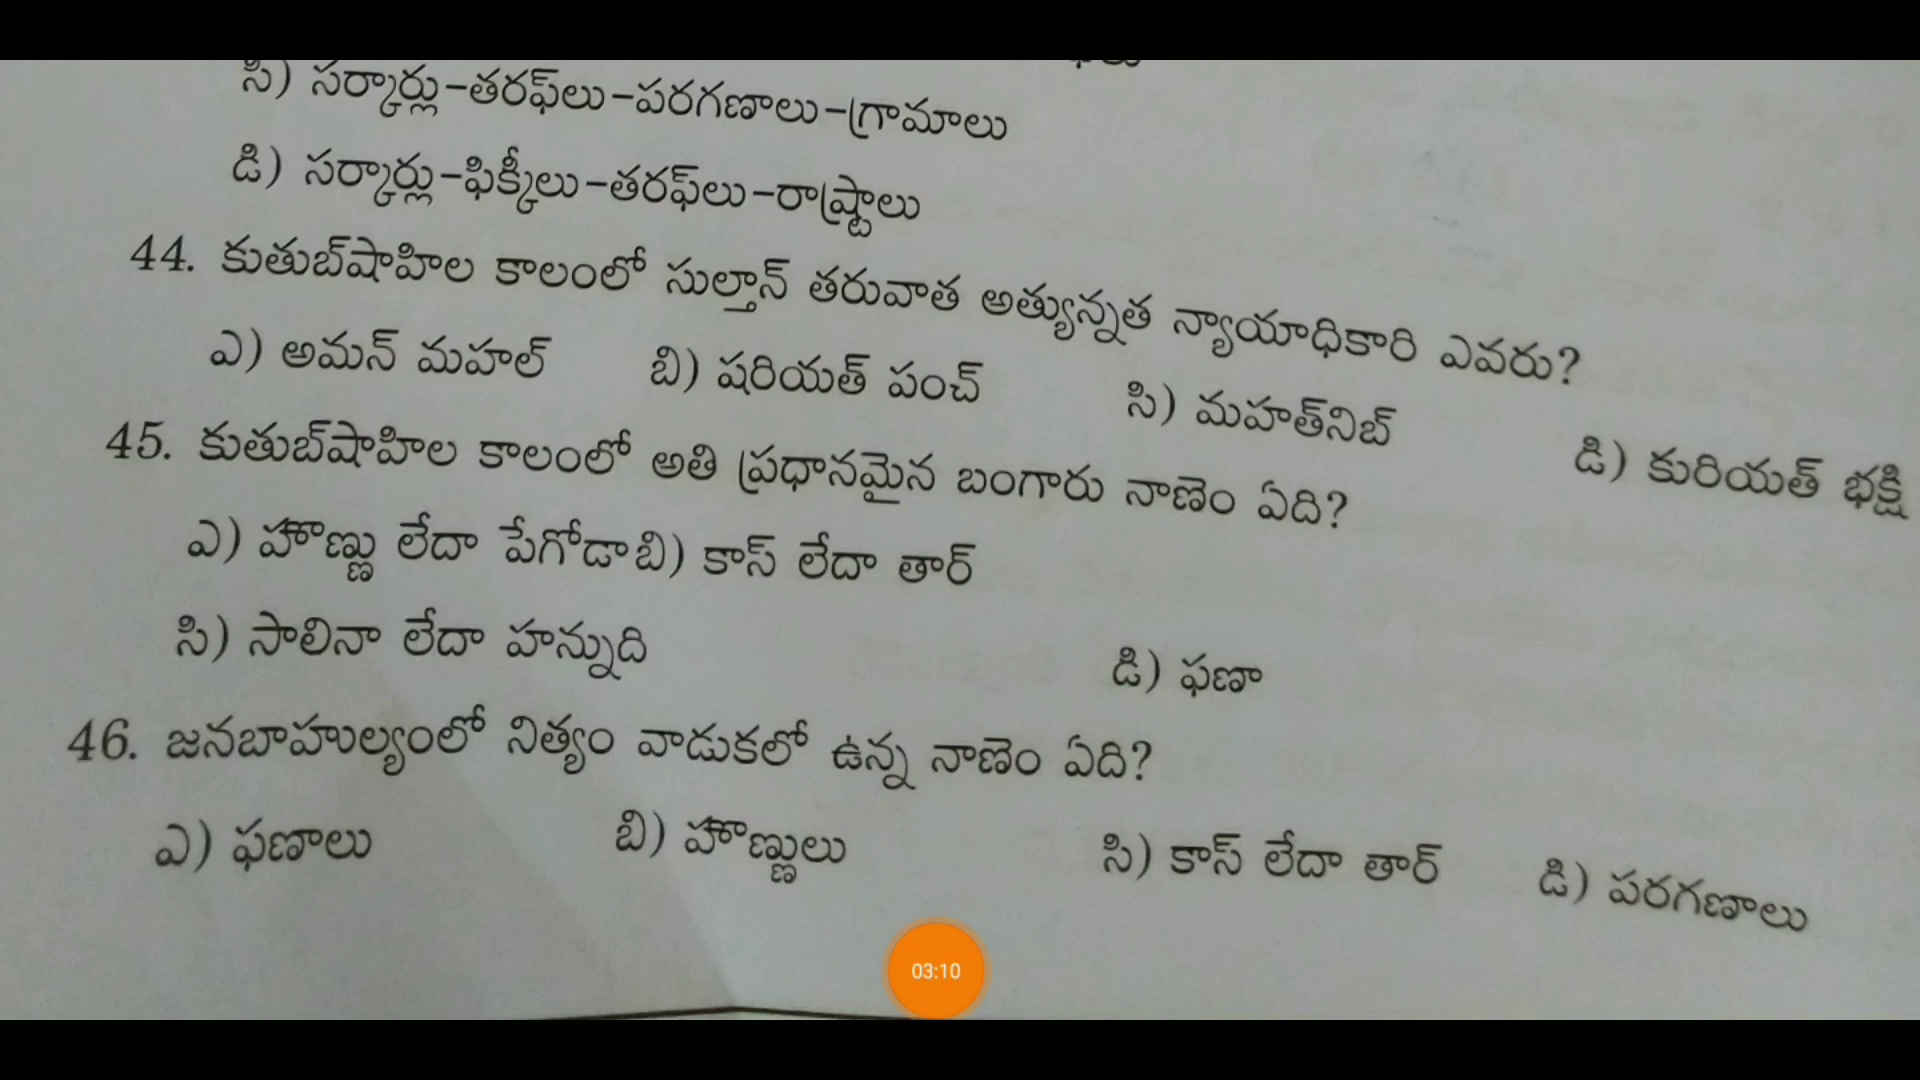 సి) సర్కార్లు-తరఫ్‌లు-పరగణాలు-గ్రామాలు
డి) సర్కార్లు-ఫిర్కీలు-తరఫ్‌లు-రాష్ట్రాలు
44. కుతుబ్‌షాహిల కాలంలో సుల్తాన్ తరువాత అత్యున్నత న్యాయాధికారి ఎవరు?
ఎ) అమన్ మహల్ బి) షరియత్ పంచ్ సి) మహత్‌నిబ్ డి) కురియత్ భక్షి
45. కుతుబ్‌షాహిల కాలంలో అతి ప్రధానమైన బంగారు నాణెం ఏది?
ఎ) హొణ్ణు లేదా పేగోడా బి) కాస్ లేదా తార్
సి) సాలినా లేదా హన్నుది డి) ఫణా
46. జనబాహుల్యంలో నిత్యం వాడుకలో ఉన్న నాణెం ఏది?
ఎ) ఫణాలు బి) హొణ్ణులు సి) కాస్ లేదా తార్ డి) పరగణాలు
03:10